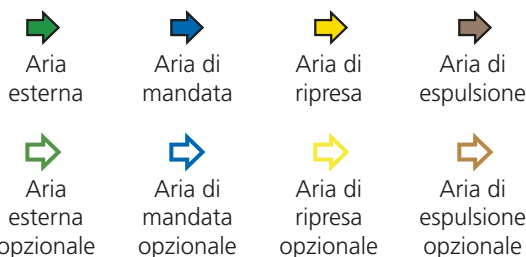 Aria esterna
Aria di mandata
Aria di ripresa
Aria di espulsione
Aria esterna opzionale
Aria di mandata opzionale
Aria di ripresa opzionale
Aria di espulsione opzionale